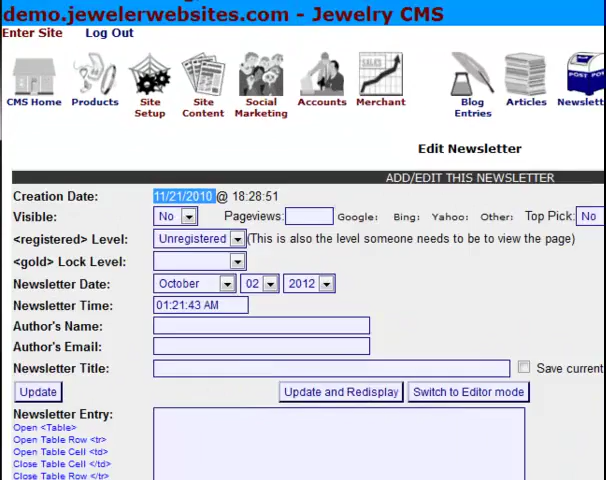 demo.jewelerwebsites.com - Jewelry CMS
Enter Site Log Out
SALES
POST
CMS Home Products Site Setup Site Content Social Marketing Accounts Merchant Blog Entries Articles Newslett
Edit Newsletter
ADD/EDIT THIS NEWSLETTER
Creation Date: 11/21/2010 @ 18:28:51
Visible: No Pageviews: Google: Bing: Yahoo: Other: Top Pick: No
<registered> Level: Unregistered (This is also the level someone needs to be to view the page)
<gold> Lock Level:
Newsletter Date: October 02 2012
Newsletter Time: 01:21:43 AM
Author's Name:
Author's Email:
Newsletter Title: Save current
Update Update and Redisplay Switch to Editor mode
Newsletter Entry:
Open <Table>
Open Table Row <tr>
Open Table Cell <td>
Close Table Cell </td>
Close Table Row </tr>